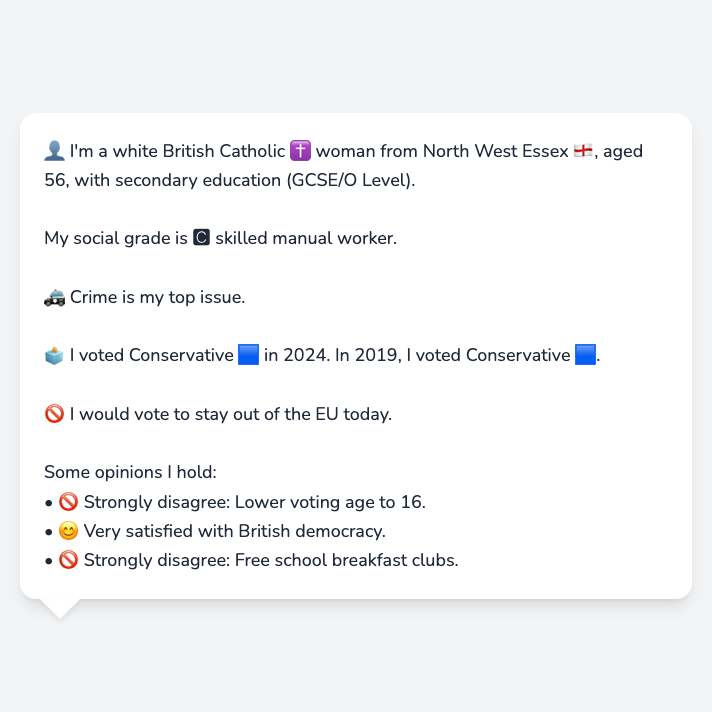 👤 I'm a white British Catholic ✝️ woman from North West Essex 🏴󠁧󠁢󠁥󠁮󠁧󠁿, aged
56, with secondary education (GCSE/O Level).
My social grade is 🅲 skilled manual worker.
🚓 Crime is my top issue.
🗳️ I voted Conservative 🟦 in 2024. In 2019, I voted Conservative 🟦.
🚫 I would vote to stay out of the EU today.
Some opinions I hold:
• 🚫 Strongly disagree: Lower voting age to 16.
• 😊 Very satisfied with British democracy.
• 🚫 Strongly disagree: Free school breakfast clubs.